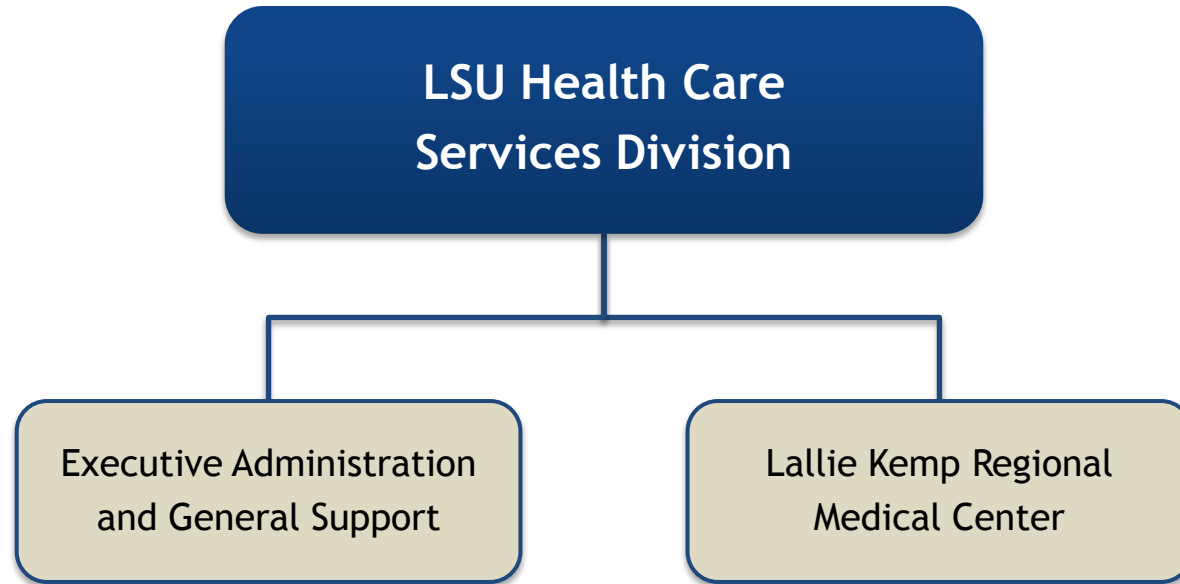 LSU Health Care
Services Division
Executive Administration
and General Support
Lallie Kemp Regional
Medical Center